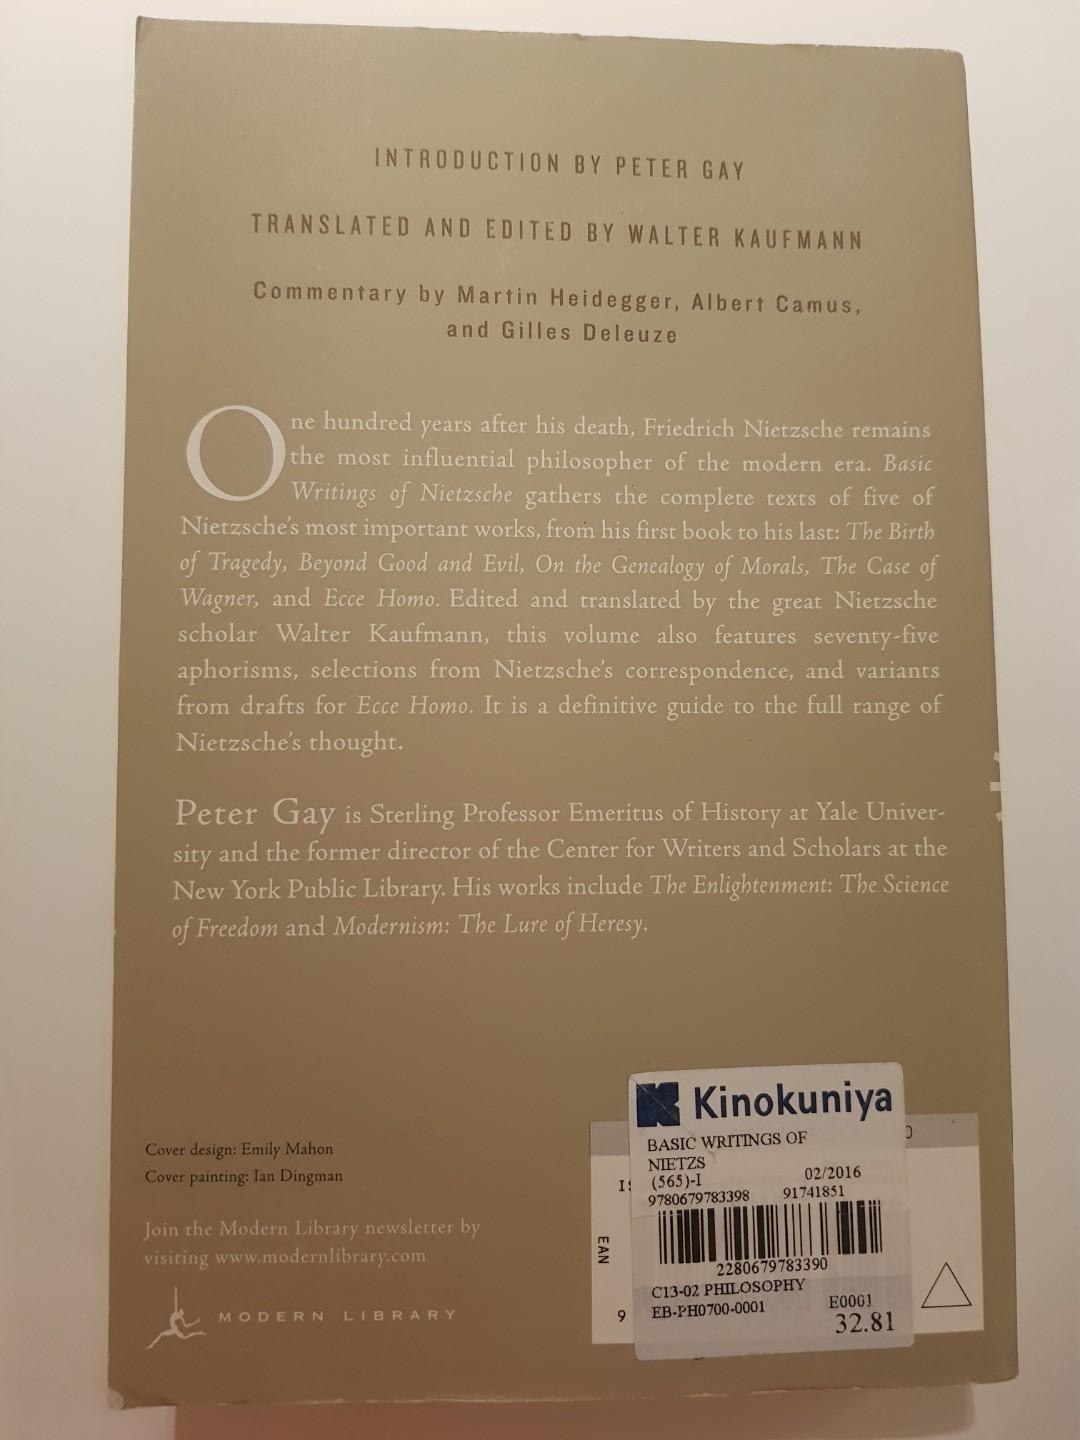 INTRODUCTION BY PETER GAY
TRANSLATED AND EDITED BY WALTER KAUFMANN
Commentary by Martin Heidegger, Albert Camus,
and Gilles Deleuze
One hundred years after his death, Friedrich Nietzsche remains
the most influential philosopher of the modern era. Basic
Writings of Nietzsche gathers the complete texts of five of
Nietzsche's most important works, from his first book to his last: The Birth
of Tragedy, Beyond Good and Evil, On the Genealogy of Morals, The Case of
Wagner, and Ecce Homo. Edited and translated by the great Nietzsche
scholar Walter Kaufmann, this volume also features seventy-five
aphorisms, selections from Nietzsche's correspondence, and variants
from drafts for Ecce Homo. It is a definitive guide to the full range of
Nietzsche's thought.
Peter Gay is Sterling Professor Emeritus of History at Yale Univer-
sity and the former director of the Center for Writers and Scholars at the
New York Public Library. His works include The Enlightenment: The Science
of Freedom and Modernism: The Lure of Heresy.
Cover design: Emily Mahon
Cover painting: Ian Dingman
Join the Modern Library newsletter by
visiting www.modernlibrary.com
MODERN LIBRARY
Kinokuniya
BASIC WRITINGS OF
NIETZS
(565)-I 02/2016
9780679783398 91741851
2280679783390
C13-02 PHILOSOPHY
EB-PH0700-0001 E0001
32.81
EAN
9